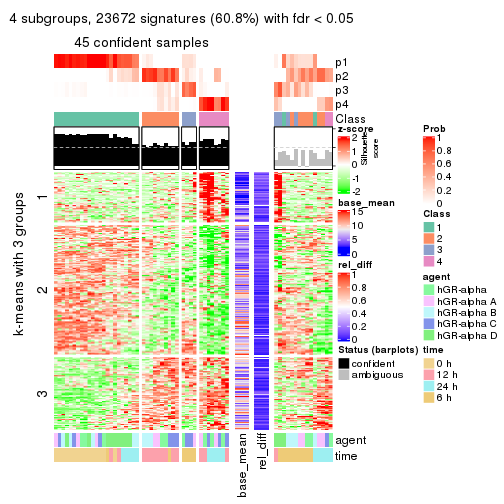 4 subgroups, 23672 signatures (60.8%) with fdr < 0.05
45 confident samples
p1
p2
p3
p4
Class
z-score
2
1
0
-1
-2
Silhouette
score
base_mean
15
10
5
0
rel_diff
1
0.8
0.6
0.4
0.2
0
Status (barplots)
confident
ambiguous
Prob
1
0.8
0.6
0.4
0.2
0
Class
1
2
3
4
agent
hGR-alpha
hGR-alpha A
hGR-alpha B
hGR-alpha C
hGR-alpha D
time
0 h
12 h
24 h
6 h
k-means with 3 groups
1
2
3
agent
time
base_mean
rel_diff